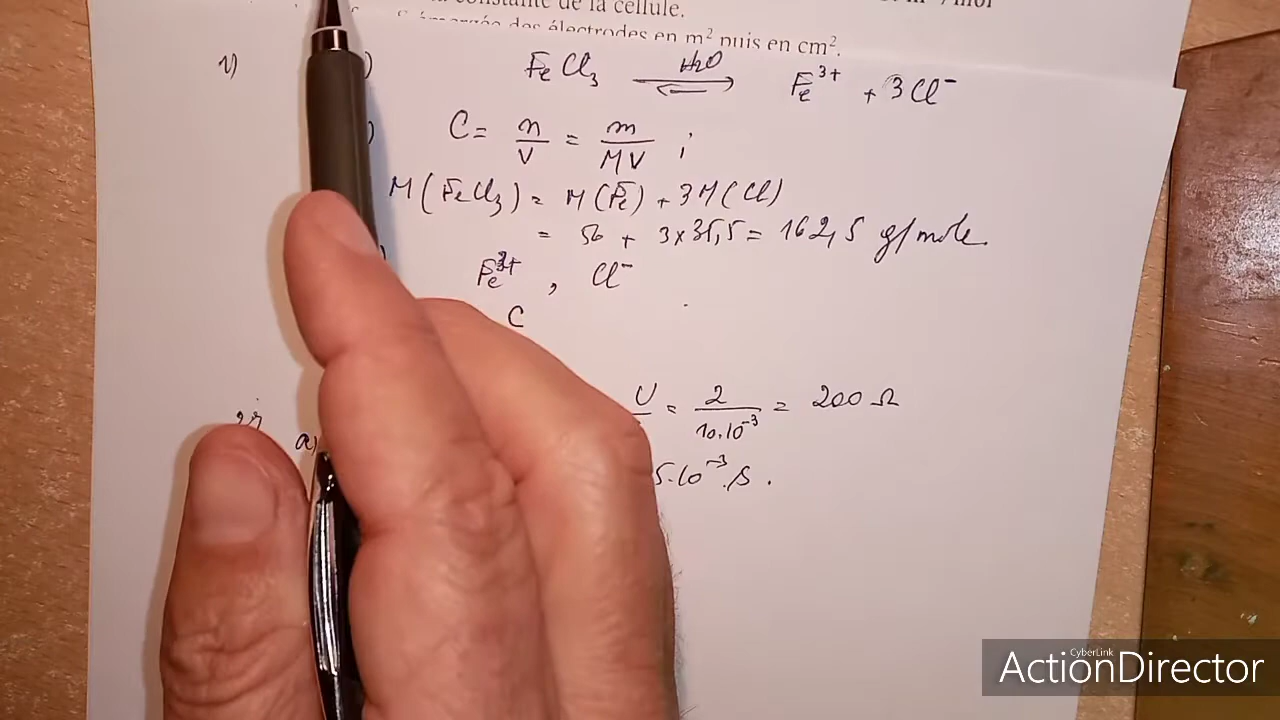 constante de la cellule.
émergée des électrodes en m² puis en cm².
1)
FeCl₃ ⇌ H₂O Fe³⁺ + 3Cl⁻
C = n/V = m/MV ;
M(FeCl₃) = M(Fe) + 3M(Cl)
= 56 + 3x35,5 = 162,5 g/mole
Fe³⁺ , Cl⁻
C
U = 2/10.10⁻³ = 200 Ω
a)
5.10⁻³ S.
CyberLink
ActionDirector